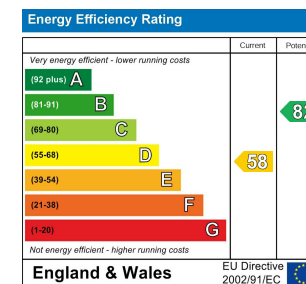 Energy Efficiency Rating
Current
Very energy efficient - lower running costs
(92 plus) A
(81-91) B
(69-80) C
(55-68) D
(39-54) E
(21-38) F
(1-20) G
58
Not energy efficient - higher running costs
England & Wales
EU Directive
2002/91/EC